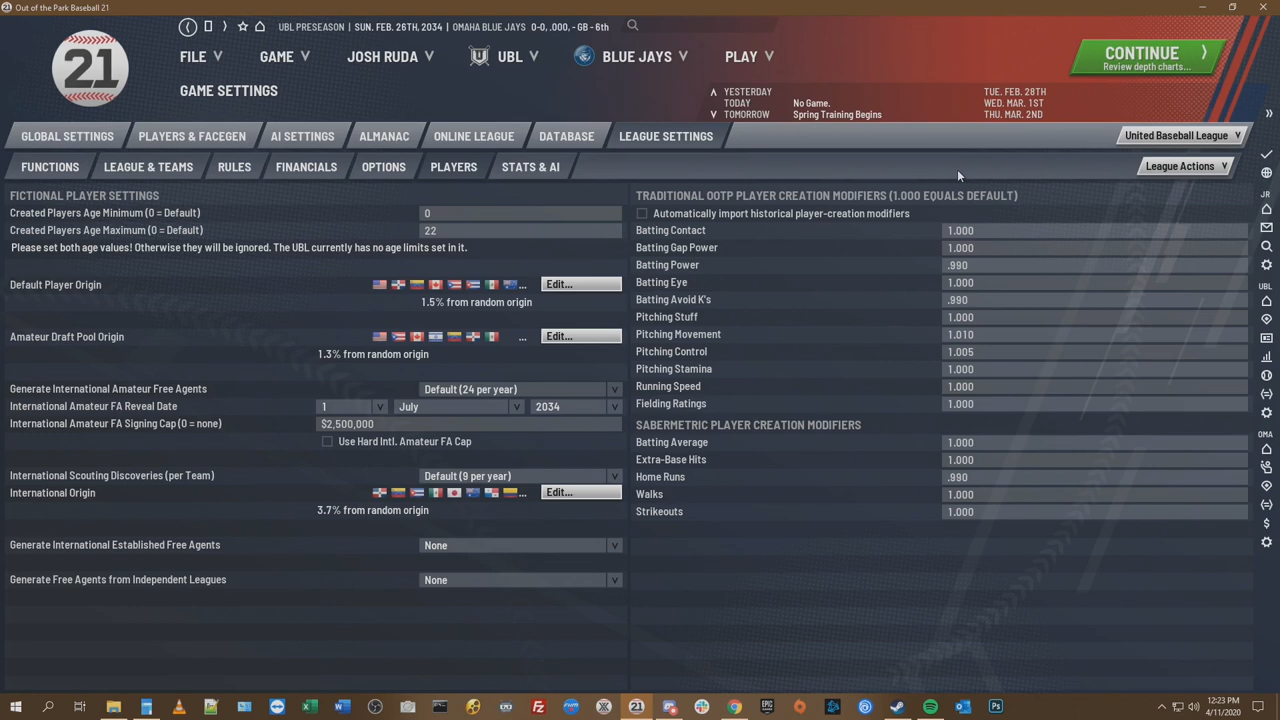 21 Out of the Park Baseball 21
UBL PRESEASON | SUN. FEB. 26TH, 2034 | OMAHA BLUE JAYS 0-0, .000, - GB - 6th
21
FILE GAME JOSH RUDA UBL BLUE JAYS PLAY
CONTINUE
Review depth charts...
GAME SETTINGS
YESTERDAY TUE. FEB. 28TH
TODAY No Game. WED. MAR. 1ST
TOMORROW Spring Training Begins THU. MAR. 2ND
GLOBAL SETTINGS PLAYERS & FACEGEN AI SETTINGS ALMANAC ONLINE LEAGUE DATABASE LEAGUE SETTINGS United Baseball League
FUNCTIONS LEAGUE & TEAMS RULES FINANCIALS OPTIONS PLAYERS STATS & AI League Actions
FICTIONAL PLAYER SETTINGS
Created Players Age Minimum (0 = Default) 0
Created Players Age Maximum (0 = Default) 22
Please set both age values! Otherwise they will be ignored. The UBL currently has no age limits set in it.
Default Player Origin ... Edit...
1.5% from random origin
Amateur Draft Pool Origin ... Edit...
1.3% from random origin
Generate International Amateur Free Agents Default (24 per year)
International Amateur FA Reveal Date 1 July 2034
International Amateur FA Signing Cap (0 = none) $2,500,000
Use Hard Intl. Amateur FA Cap
International Scouting Discoveries (per Team) Default (9 per year)
International Origin ... Edit...
3.7% from random origin
Generate International Established Free Agents None
Generate Free Agents from Independent Leagues None
TRADITIONAL OOTP PLAYER CREATION MODIFIERS (1.000 EQUALS DEFAULT)
Automatically import historical player-creation modifiers
Batting Contact 1.000
Batting Gap Power 1.000
Batting Power .990
Batting Eye 1.000
Batting Avoid K's .990
Pitching Stuff 1.000
Pitching Movement 1.010
Pitching Control 1.005
Pitching Stamina 1.000
Running Speed 1.000
Fielding Ratings 1.000
SABERMETRIC PLAYER CREATION MODIFIERS
Batting Average 1.000
Extra-Base Hits 1.000
Home Runs .990
Walks 1.000
Strikeouts 1.000
JR
UBL
OMA
21
Ps
12:23 PM
4/11/2020